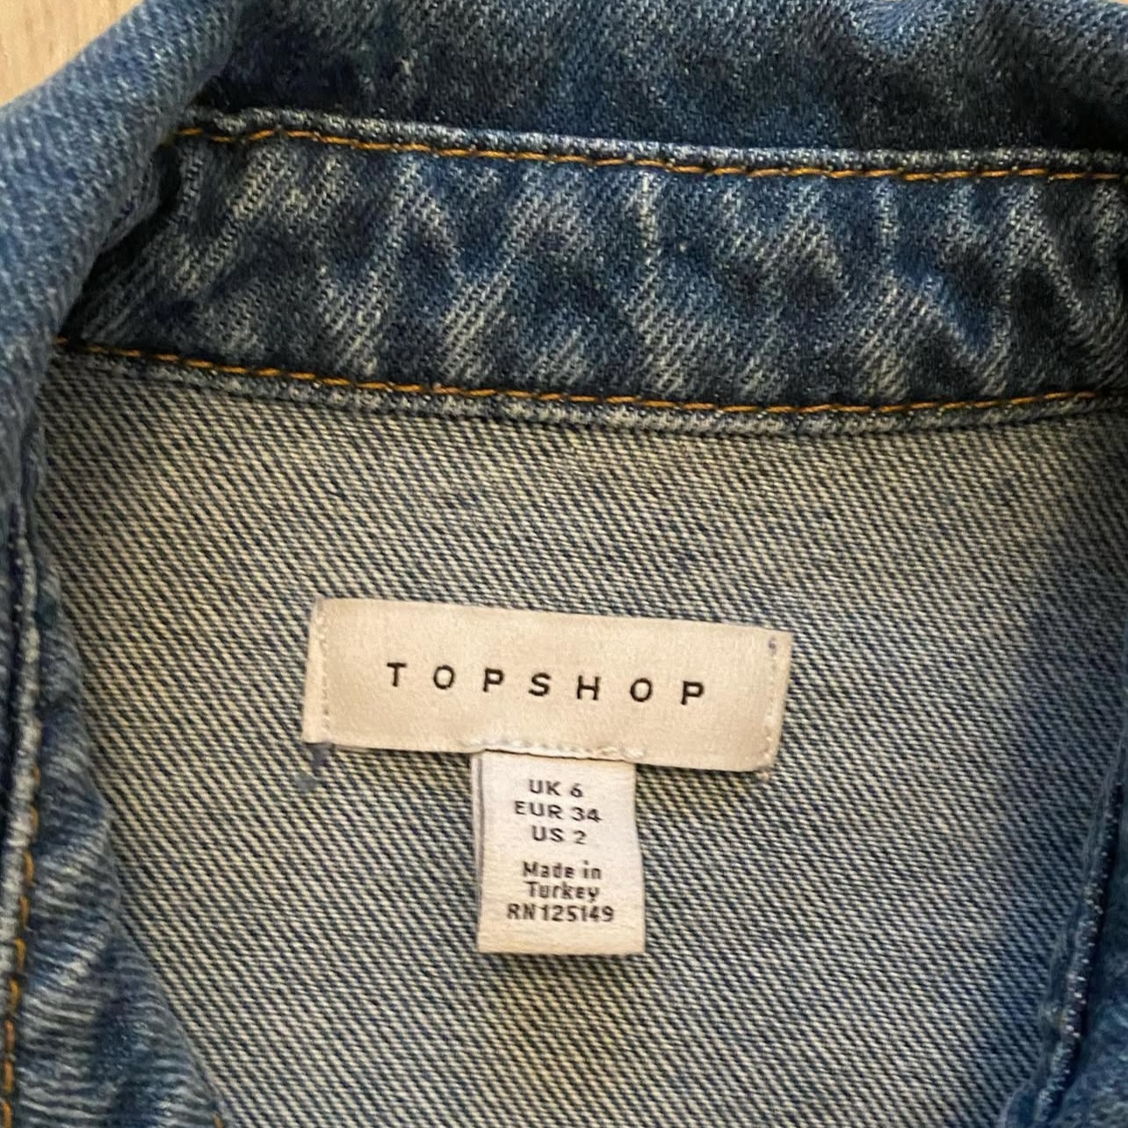 TOPSHOP
UK 6
EUR 34
US 2
Made in
Turkey
RN125149